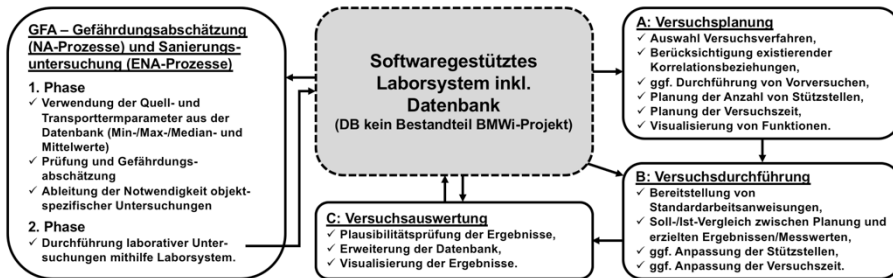 GFA – Gefährdungsabschätzung
(NA-Prozesse) und Sanierungs-
untersuchung (ENA-Prozesse)
1. Phase
✓ Verwendung der Quell- und
Transporttermparameter aus der
Datenbank (Min-/Max-/Median- und
Mittelwerte)
✓ Prüfung und Gefährdungs-
abschätzung
✓ Ableitung der Notwendigkeit objekt-
spezifischer Untersuchungen
2. Phase
✓ Durchführung laborativer Unter-
suchungen mithilfe Laborsystem.
Softwaregestütztes
Laborsystem inkl.
Datenbank
(DB kein Bestandteil BMWi-Projekt)
A: Versuchsplanung
✓ Auswahl Versuchsverfahren,
✓ Berücksichtigung existierender
Korrelationsbeziehungen,
✓ ggf. Durchführung von Vorversuchen,
✓ Planung der Anzahl von Stützstellen,
✓ Planung der Versuchszeit,
✓ Visualisierung von Funktionen.
B: Versuchsdurchführung
✓ Bereitstellung von
Standardarbeitsanweisungen,
✓ Soll-/Ist-Vergleich zwischen Planung und
erzielten Ergebnissen/Messwerten,
✓ ggf. Anpassung der Stützstellen,
✓ ggf. Anpassung der Versuchszeit.
C: Versuchsauswertung
✓ Plausibilitätsprüfung der Ergebnisse,
✓ Erweiterung der Datenbank,
✓ Visualisierung der Ergebnisse.